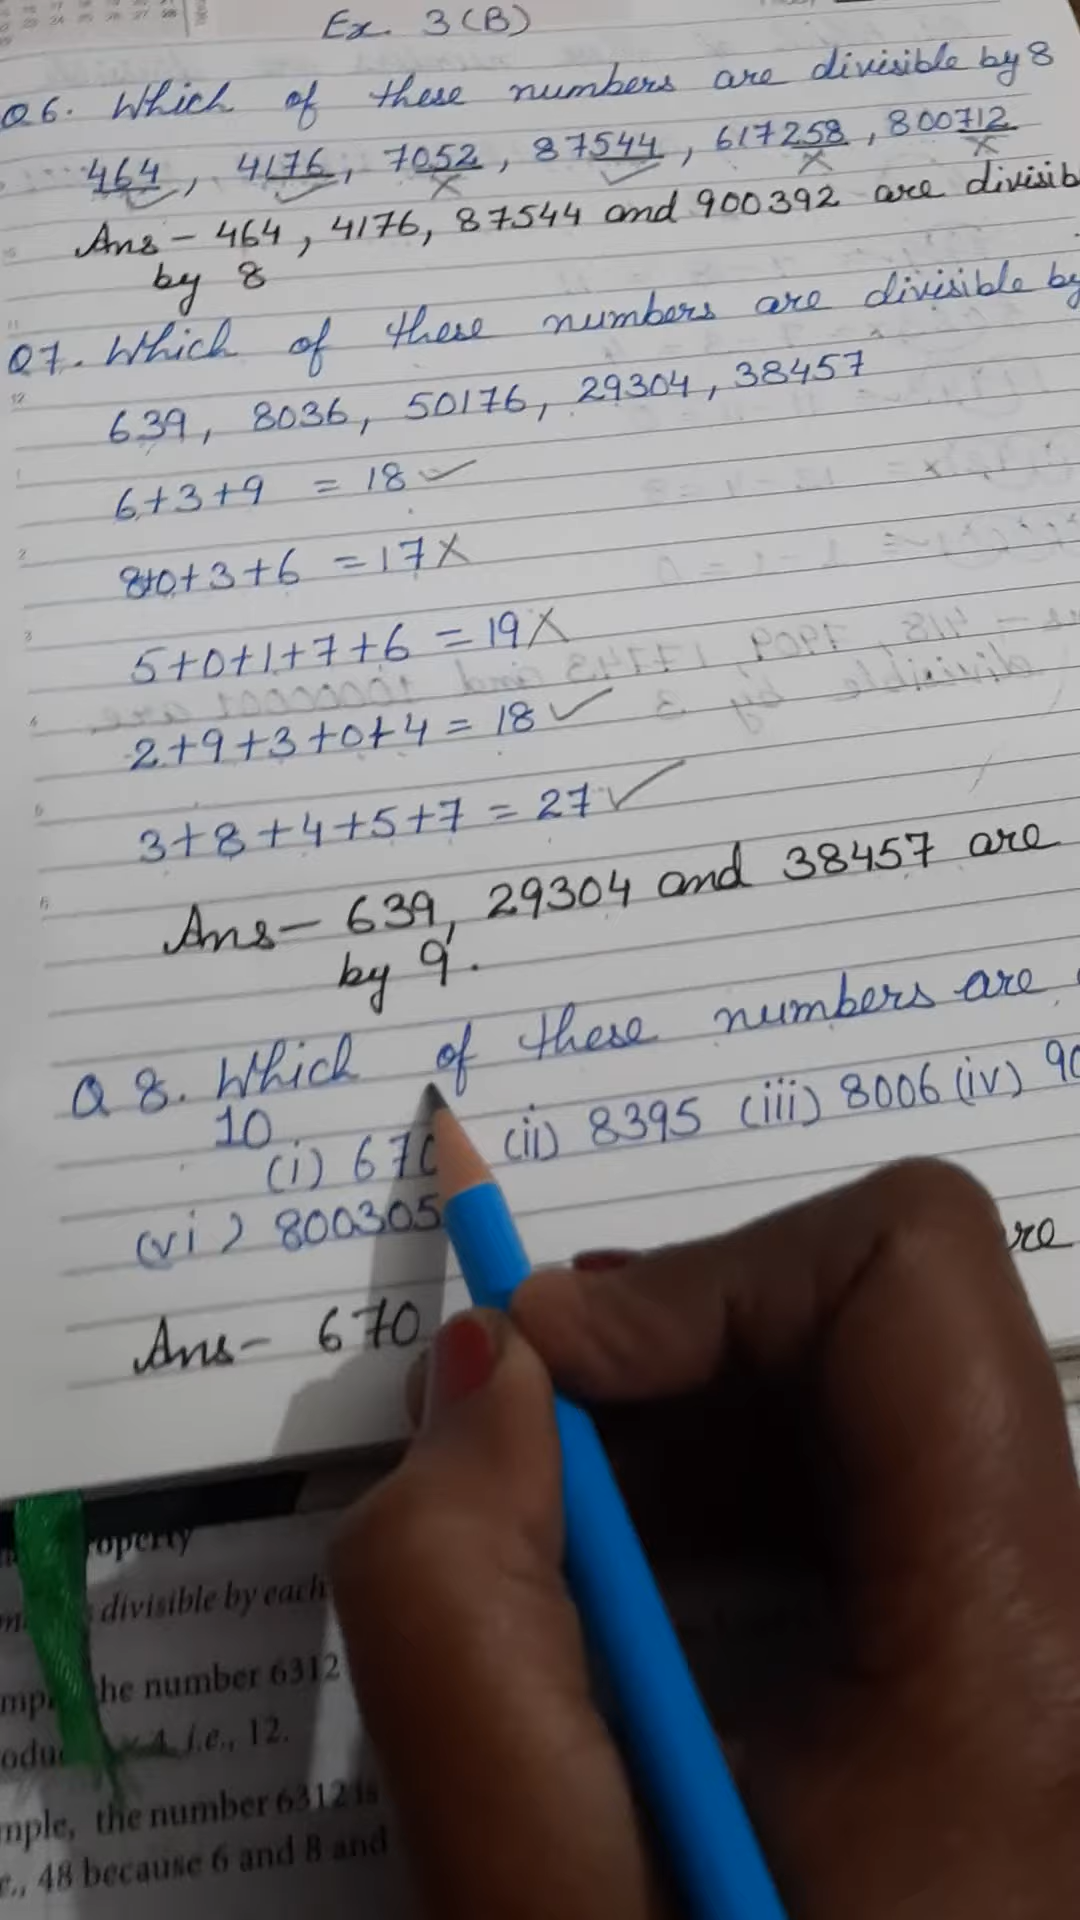 Ex. 3(B)
Q6. Which of these numbers are divisible by 8
464, 4176, 7052, 87544, 617258, 800712
Ans - 464, 4176, 87544 and 900392 are divisib
by 8
Q7. Which of these numbers are divisible by
639, 8036, 50176, 29304, 38457
6+3+9 = 18 ✓
8+0+3+6 = 17 X
5+0+1+7+6 = 19 X
2+9+3+0+4 = 18 ✓
3+8+4+5+7 = 27 ✓
Ans - 639, 29304 and 38457 are
by 9.
Q8. Which of these numbers are
10.
(i) 670 (ii) 8395 (iii) 8006 (iv) 90
(vi) 800305
Ans - 670 are
operty
divisible by each
he number 6312
4, i.e., 12.
mple, the number 6312 is
e., 48 because 6 and 8 and